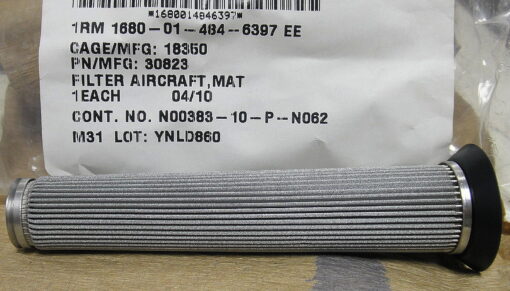 *1680014846397*
1RM 1680-01-484-6397 EE
CAGE/MFG: 18350
PN/MFG: 30823
FILTER AIRCRAFT,MAT
1EACH 04/10
CONT. NO. N00383-10-P-N062
M31 LOT: YNLD860